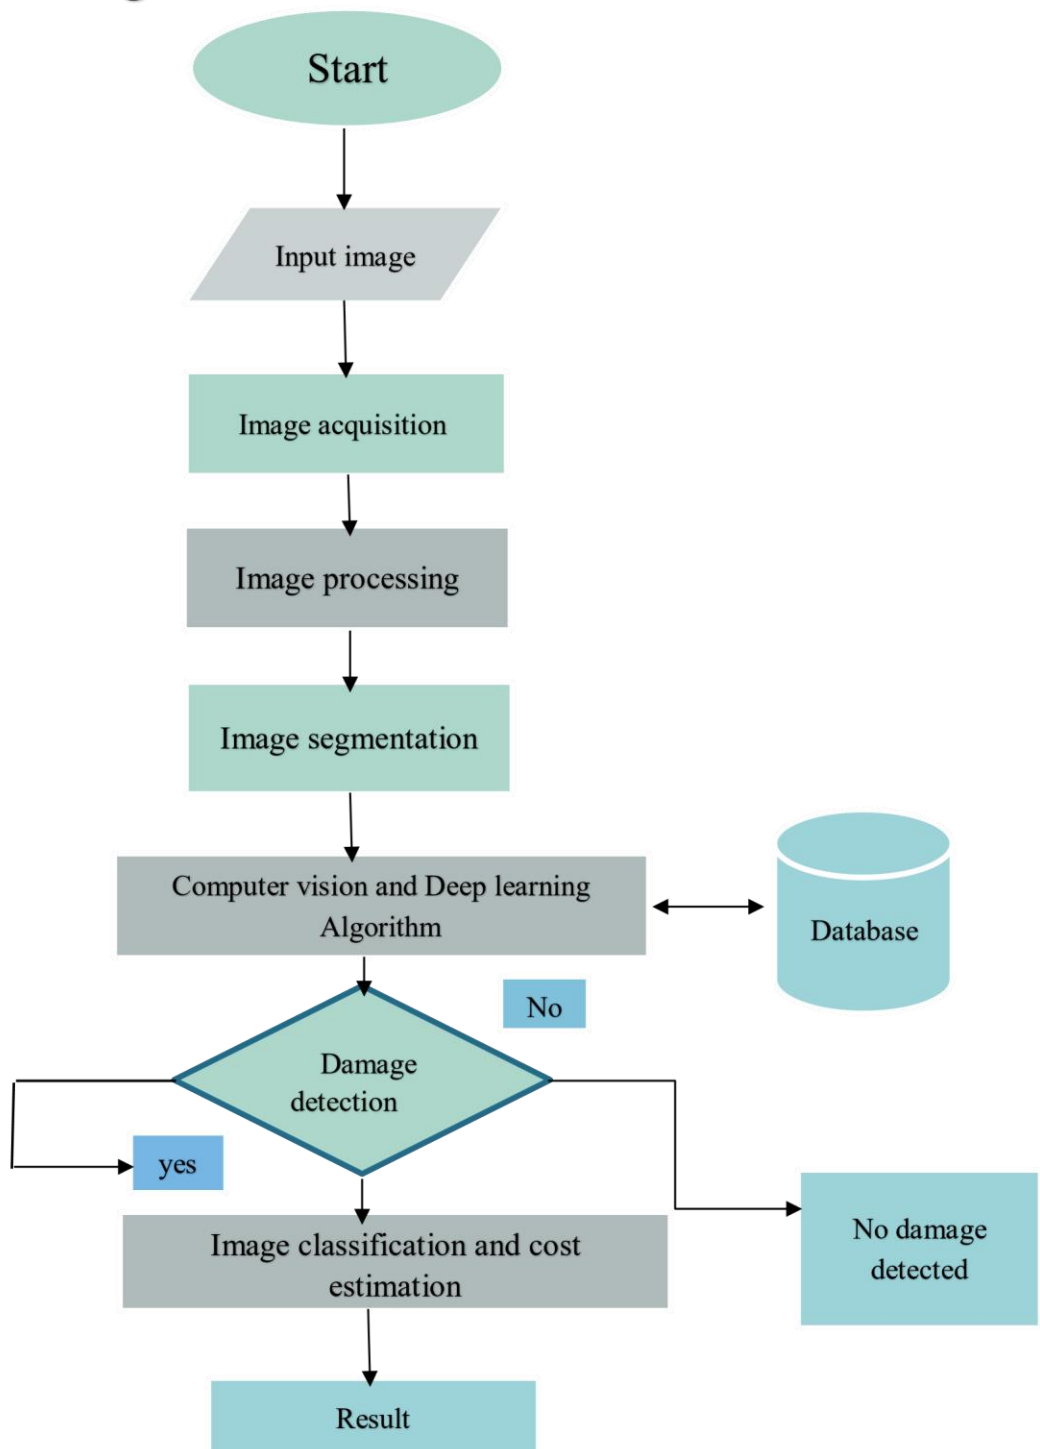 Start
Input image
Image acquisition
Image processing
Image segmentation
Computer vision and Deep learning
Algorithm
Database
No
Damage
detection
yes
No damage
detected
Image classification and cost
estimation
Result